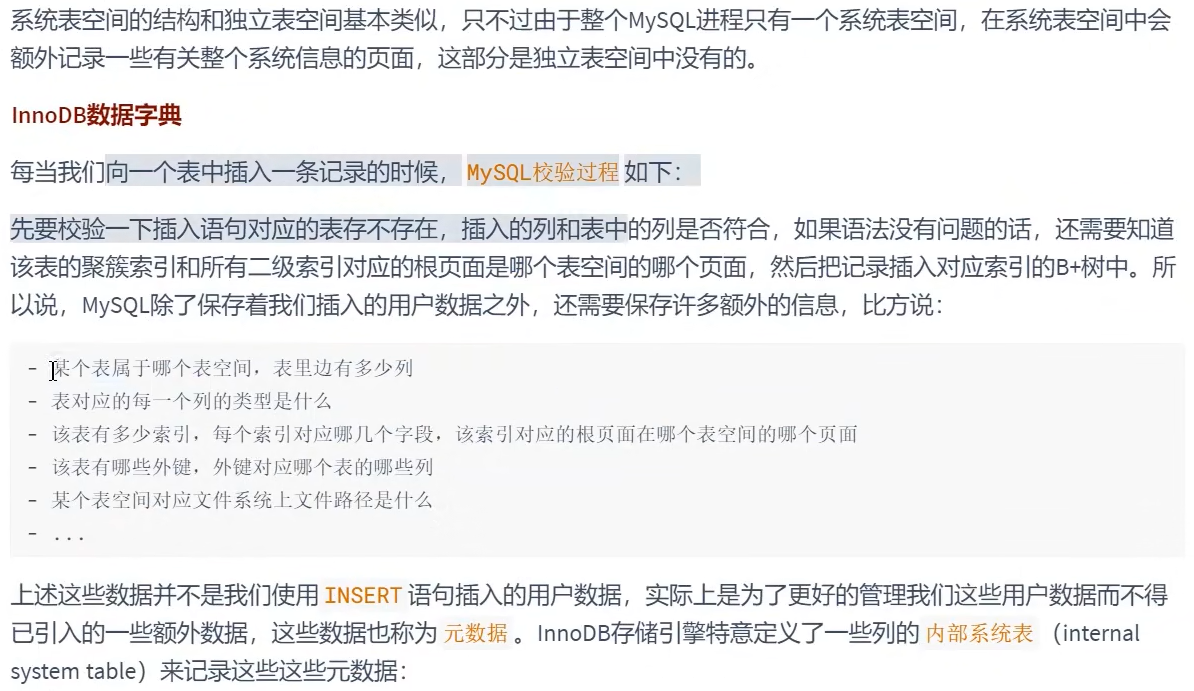 系统表空间的结构和独立表空间基本类似，只不过由于整个MySQL进程只有一个系统表空间，在系统表空间中会
额外记录一些有关整个系统信息的页面，这部分是独立表空间中没有的。
InnoDB数据字典
每当我们向一个表中插入一条记录的时候， MySQL校验过程 如下：
先要校验一下插入语句对应的表存不存在，插入的列和表中的列是否符合，如果语法没有问题的话，还需要知道
该表的聚簇索引和所有二级索引对应的根页面是哪个表空间的哪个页面，然后把记录插入对应索引的B+树中。所
以说，MySQL除了保存着我们插入的用户数据之外，还需要保存许多额外的信息，比方说：
- 某个表属于哪个表空间，表里边有多少列
- 表对应的每一个列的类型是什么
- 该表有多少索引，每个索引对应哪几个字段，该索引对应的根页面在哪个表空间的哪个页面
- 该表有哪些外键，外键对应哪个表的哪些列
- 某个表空间对应文件系统上文件路径是什么
- ...
上述这些数据并不是我们使用 INSERT 语句插入的用户数据，实际上是为了更好的管理我们这些用户数据而不得
已引入的一些额外数据，这些数据也称为 元数据 。InnoDB存储引擎特意定义了一些列的 内部系统表 （internal
system table）来记录这些这些元数据：